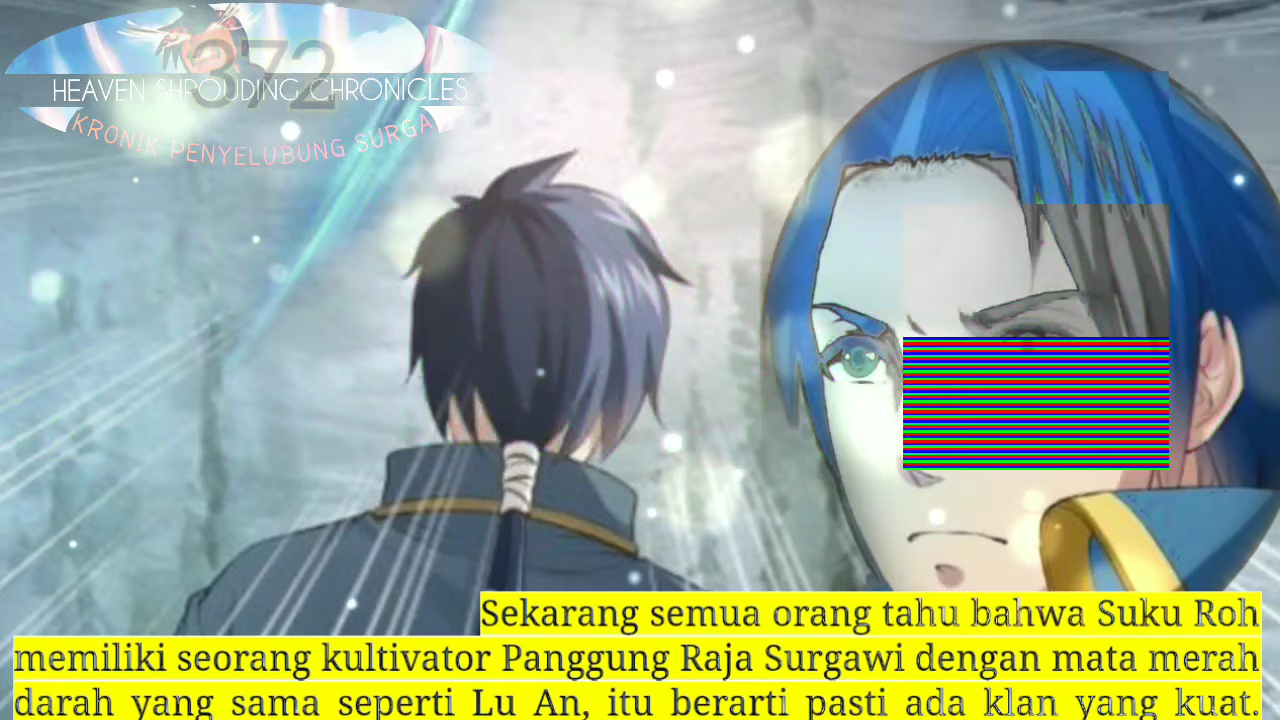 372
HEAVEN SHROUDING CHRONICLES
KRONIK PENYELUBUNG SURGA
Sekarang semua orang tahu bahwa Suku Roh
memiliki seorang kultivator Panggung Raja Surgawi dengan mata merah
darah yang sama seperti Lu An, itu berarti pasti ada klan yang kuat.